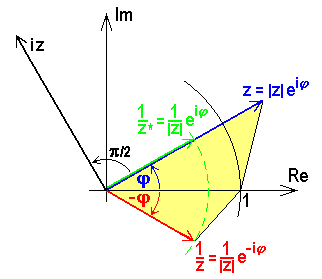 Im
iz
z = |z| e^{iφ}
1/z* = 1/|z| e^{iφ}
π/2
Re
φ
-φ
1
1/z = 1/|z| e^{-iφ}